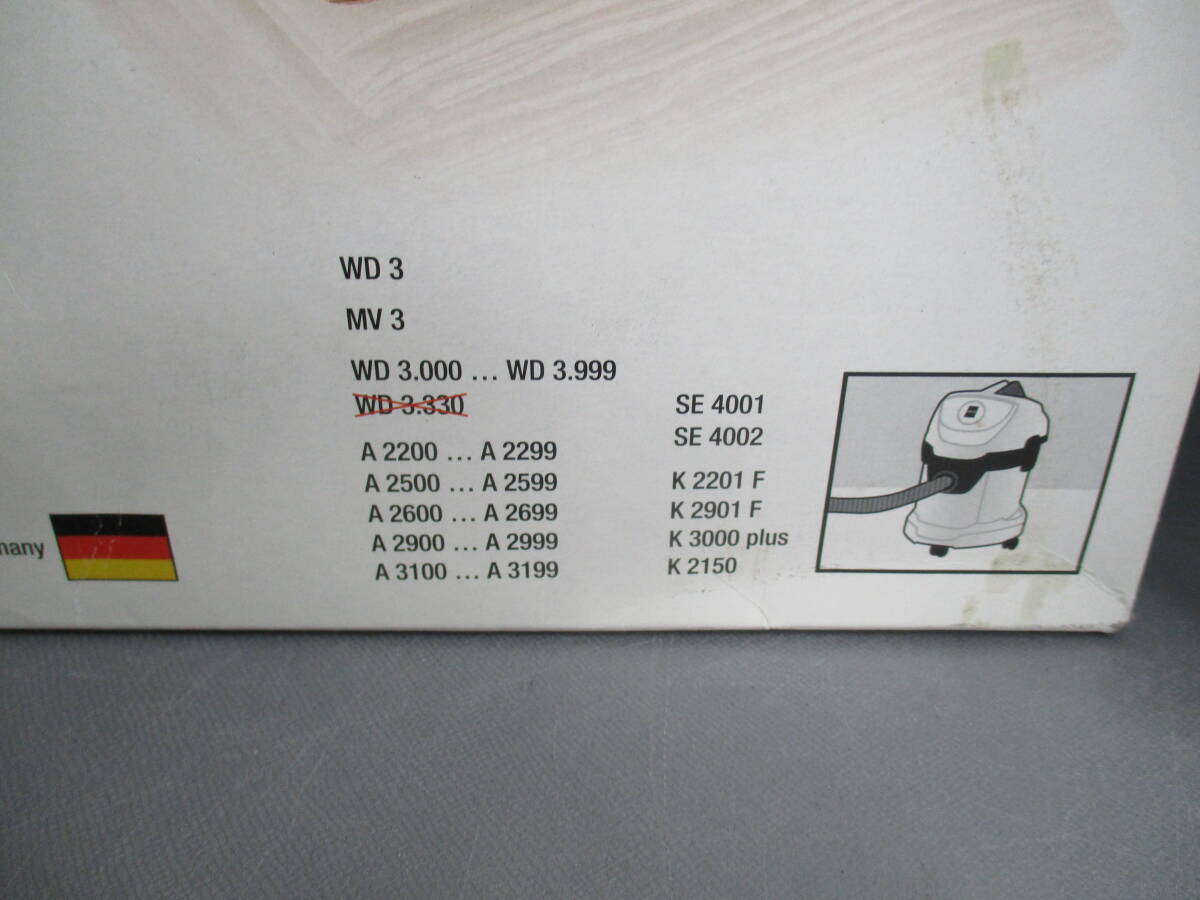 WD 3
MV 3
WD 3.000 ... WD 3.999
WD 3.330
A 2200 ... A 2299
A 2500 ... A 2599
A 2600 ... A 2699
A 2900 ... A 2999
A 3100 ... A 3199
SE 4001
SE 4002
K 2201 F
K 2901 F
K 3000 plus
K 2150
many